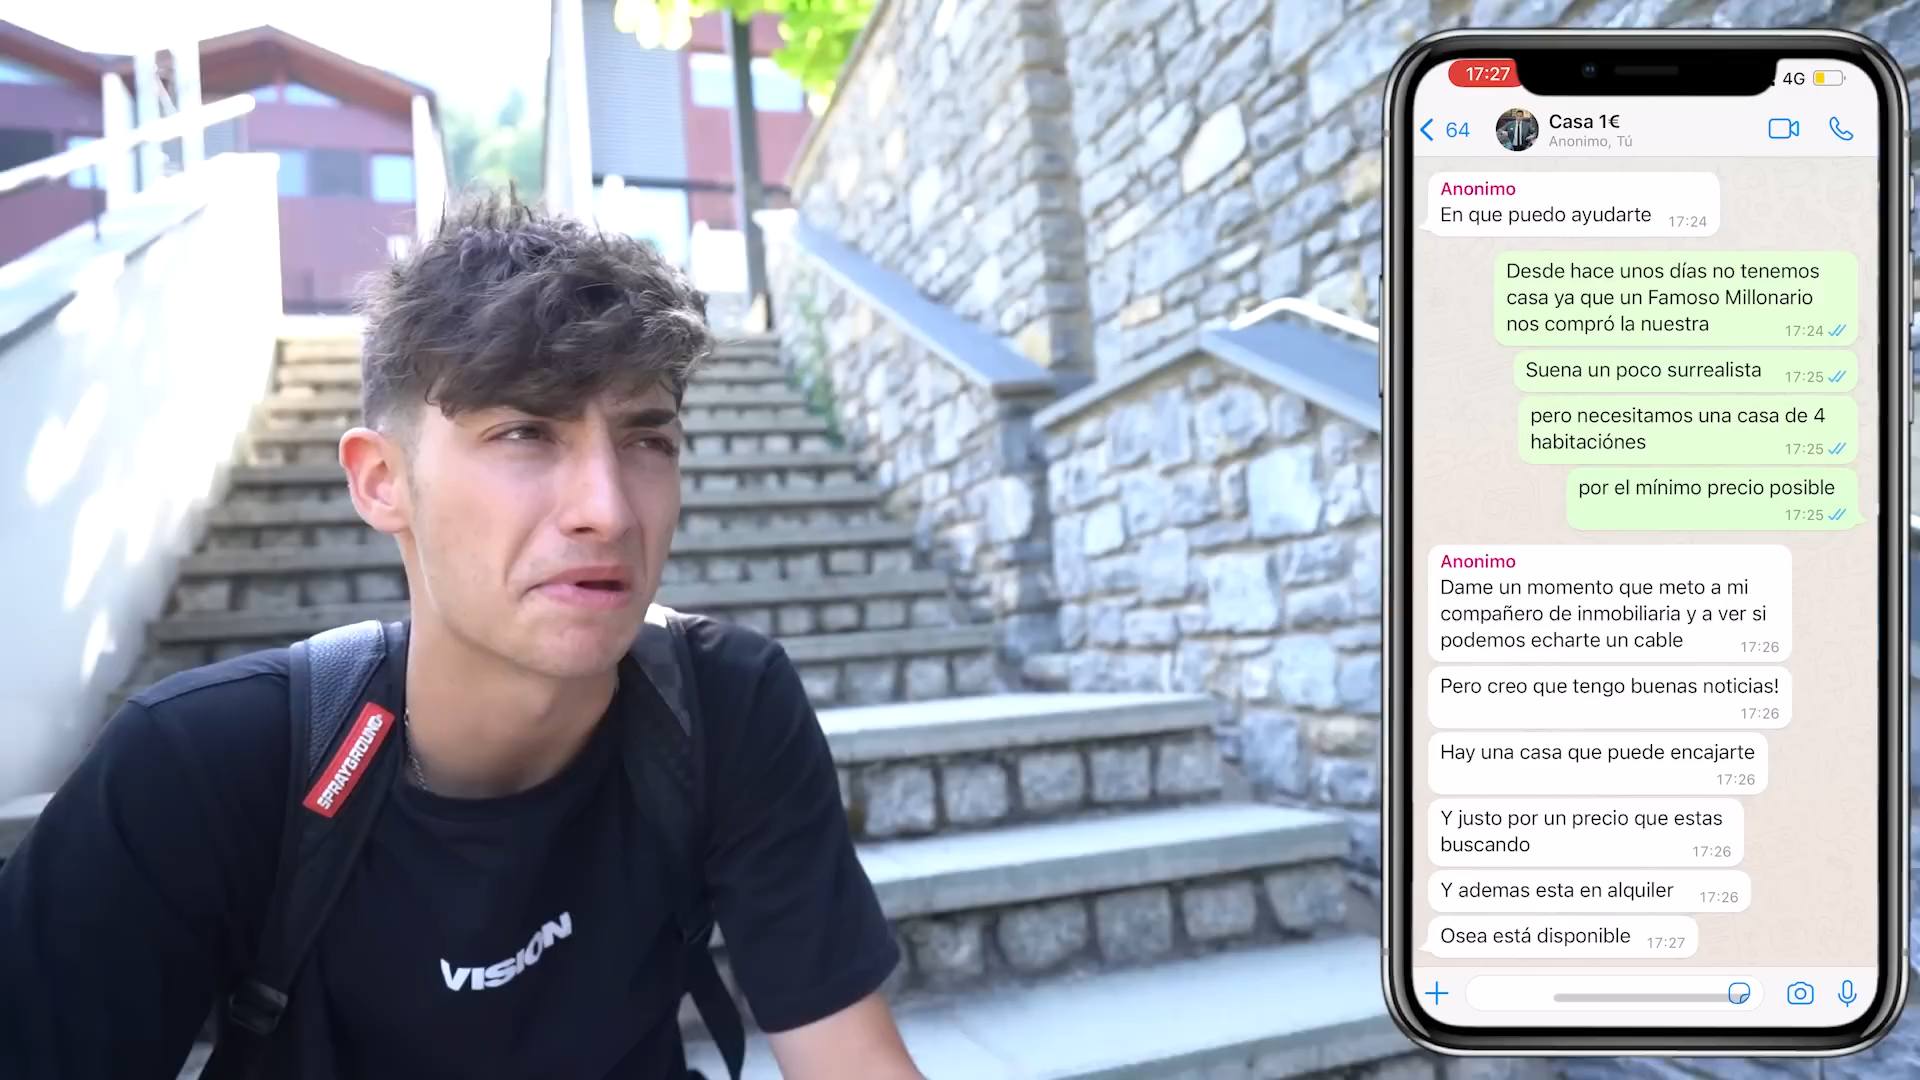 SPRAYGROUND
VISION
17:27
4G
64
Casa 1€
Anonimo, Tú
Anonimo
En que puedo ayudarte 17:24
Desde hace unos días no tenemos
casa ya que un Famoso Millonario
nos compró la nuestra 17:24
Suena un poco surrealista 17:25
pero necesitamos una casa de 4
habitaciónes 17:25
por el mínimo precio posible
17:25
Anonimo
Dame un momento que meto a mi
compañero de inmobiliaria y a ver si
podemos echarte un cable 17:26
Pero creo que tengo buenas noticias!
17:26
Hay una casa que puede encajarte
17:26
Y justo por un precio que estas
buscando 17:26
Y ademas esta en alquiler 17:26
Osea está disponible 17:27